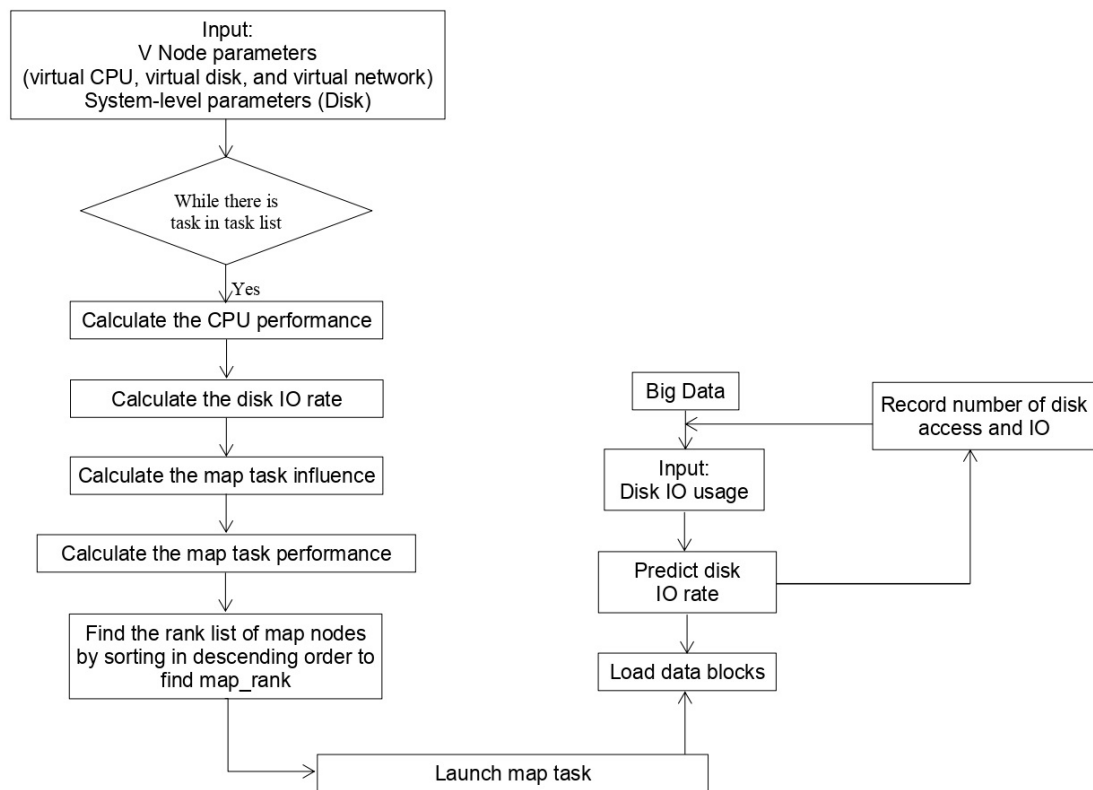 Input:
V Node parameters
(virtual CPU, virtual disk, and virtual network)
System-level parameters (Disk)
While there is
task in task list
Yes
Calculate the CPU performance
Calculate the disk IO rate
Calculate the map task influence
Calculate the map task performance
Find the rank list of map nodes
by sorting in descending order to
find map_rank
Launch map task
Big Data
Record number of disk
access and IO
Input:
Disk IO usage
Predict disk
IO rate
Load data blocks